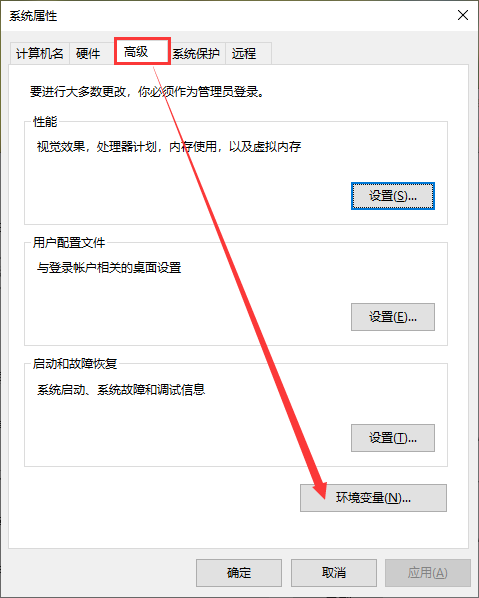 系统属性
计算机名 硬件 高级 系统保护 远程
要进行大多数更改，你必须作为管理员登录。
性能
视觉效果，处理器计划，内存使用，以及虚拟内存
设置(S)...
用户配置文件
与登录帐户相关的桌面设置
设置(E)...
启动和故障恢复
系统启动、系统故障和调试信息
设置(T)...
环境变量(N)...
确定 取消 应用(A)